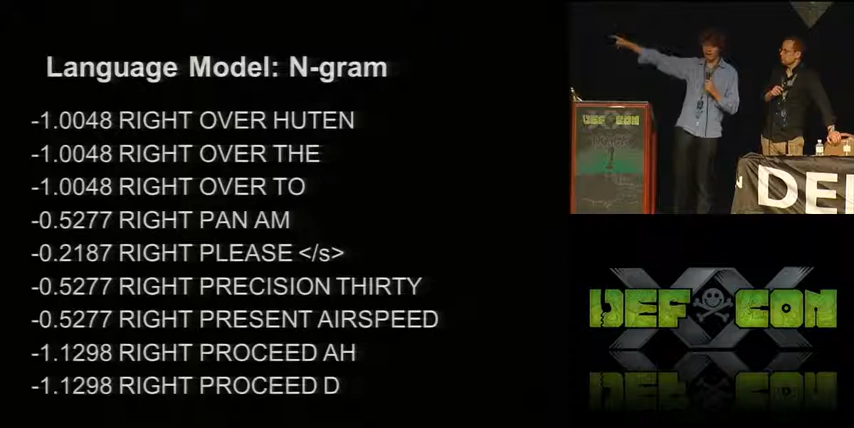 Language Model: N-gram
-1.0048 RIGHT OVER HUTEN
-1.0048 RIGHT OVER THE
-1.0048 RIGHT OVER TO
-0.5277 RIGHT PAN AM
-0.2187 RIGHT PLEASE </s>
-0.5277 RIGHT PRECISION THIRTY
-0.5277 RIGHT PRESENT AIRSPEED
-1.1298 RIGHT PROCEED AH
-1.1298 RIGHT PROCEED D
DEF CON
DEF
DEF CON